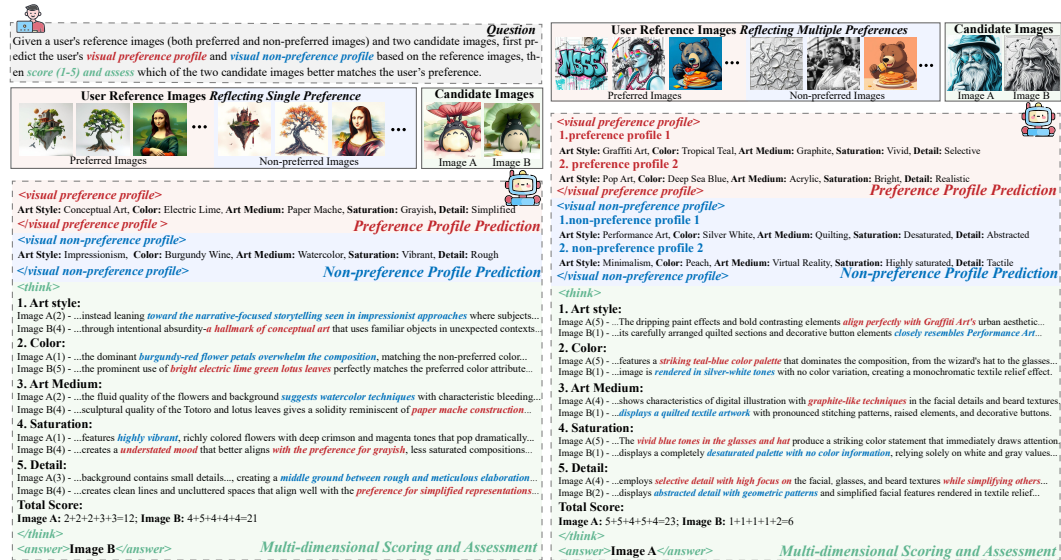 Question
Given a user's reference images (both preferred and non-preferred images) and two candidate images, first pr-
edict the user's visual preference profile and visual non-preference profile based on the reference images, th-
en score (1-5) and assess which of the two candidate images better matches the user's preference.
User Reference Images Reflecting Single Preference
Candidate Images
...
...
Preferred Images
Non-preferred Images
Image A
Image B
<visual preference profile>
Art Style: Conceptual Art, Color: Electric Lime, Art Medium: Paper Mache, Saturation: Grayish, Detail: Simplified
</visual preference profile >
Preference Profile Prediction
<visual non-preference profile>
Art Style: Impressionism, Color: Burgundy Wine, Art Medium: Watercolor, Saturation: Vibrant, Detail: Rough
</visual non-preference profile>
Non-preference Profile Prediction
<think>
1. Art style:
Image A(2) - ...instead leaning toward the narrative-focused storytelling seen in impressionist approaches where subjects...
Image B(4) - ...through intentional absurdity-a hallmark of conceptual art that uses familiar objects in unexpected contexts...
2. Color:
Image A(1) - ...the dominant burgundy-red flower petals overwhelm the composition, matching the non-preferred color...
Image B(5) - ...the prominent use of bright electric lime green lotus leaves perfectly matches the preferred color attribute...
3. Art Medium:
Image A(2) - ...the fluid quality of the flowers and background suggests watercolor techniques with characteristic bleeding...
Image B(4) - ...sculptural quality of the Totoro and lotus leaves gives a solidity reminiscent of paper mache construction...
4. Saturation:
Image A(1) - ...features highly vibrant, richly colored flowers with deep crimson and magenta tones that pop dramatically...
Image B(4) - ...creates a understated mood that better aligns with the preference for grayish, less saturated compositions...
5. Detail:
Image A(3) - ...background contains small details..., creating a middle ground between rough and meticulous elaboration...
Image B(4) - ...creates clean lines and uncluttered spaces that align well with the preference for simplified representations...
Total Score:
Image A: 2+2+2+3+3=12; Image B: 4+5+4+4+4=21
</think>
<answer>Image B</answer>
Multi-dimensional Scoring and Assessment
User Reference Images Reflecting Multiple Preferences
Candidate Images
...
...
Preferred Images
Non-preferred Images
Image A
Image B
<visual preference profile>
1.preference profile 1
Art Style: Graffiti Art, Color: Tropical Teal, Art Medium: Graphite, Saturation: Vivid, Detail: Selective
2. preference profile 2
Art Style: Pop Art, Color: Deep Sea Blue, Art Medium: Acrylic, Saturation: Bright, Detail: Realistic
</visual preference profile>
Preference Profile Prediction
<visual non-preference profile>
1.non-preference profile 1
Art Style: Performance Art, Color: Silver White, Art Medium: Quilting, Saturation: Desaturated, Detail: Abstracted
2. non-preference profile 2
Art Style: Minimalism, Color: Peach, Art Medium: Virtual Reality, Saturation: Highly saturated, Detail: Tactile
</visual non-preference profile>
Non-preference Profile Prediction
<think>
1. Art style:
Image A(5) - ...The dripping paint effects and bold contrasting elements align perfectly with Graffiti Art's urban aesthetic...
Image B(1) - ...its carefully arranged quilted sections and decorative button elements closely resembles Performance Art...
2. Color:
Image A(5) - ...features a striking teal-blue color palette that dominates the composition, from the wizard's hat to the glasses...
Image B(1) - ...image is rendered in silver-white tones with no color variation, creating a monochromatic textile relief effect.
3. Art Medium:
Image A(4) - ...shows characteristics of digital illustration with graphite-like techniques in the facial details and beard textures.
Image B(1) - ...displays a quilted textile artwork with pronounced stitching patterns, raised elements, and decorative buttons.
4. Saturation:
Image A(5) - ...The vivid blue tones in the glasses and hat produce a striking color statement that immediately draws attention.
Image B(1) - ...displays a completely desaturated palette with no color information, relying solely on white and gray values...
5. Detail:
Image A(4) - ...employs selective detail with high focus on the facial, glasses, and beard textures while simplifying others...
Image B(2) - ...displays abstracted detail with geometric patterns and simplified facial features rendered in textile relief...
Total Score:
Image A: 5+5+4+5+4=23; Image B: 1+1+1+1+2=6
</think>
<answer>Image A</answer>
Multi-dimensional Scoring and Assessment